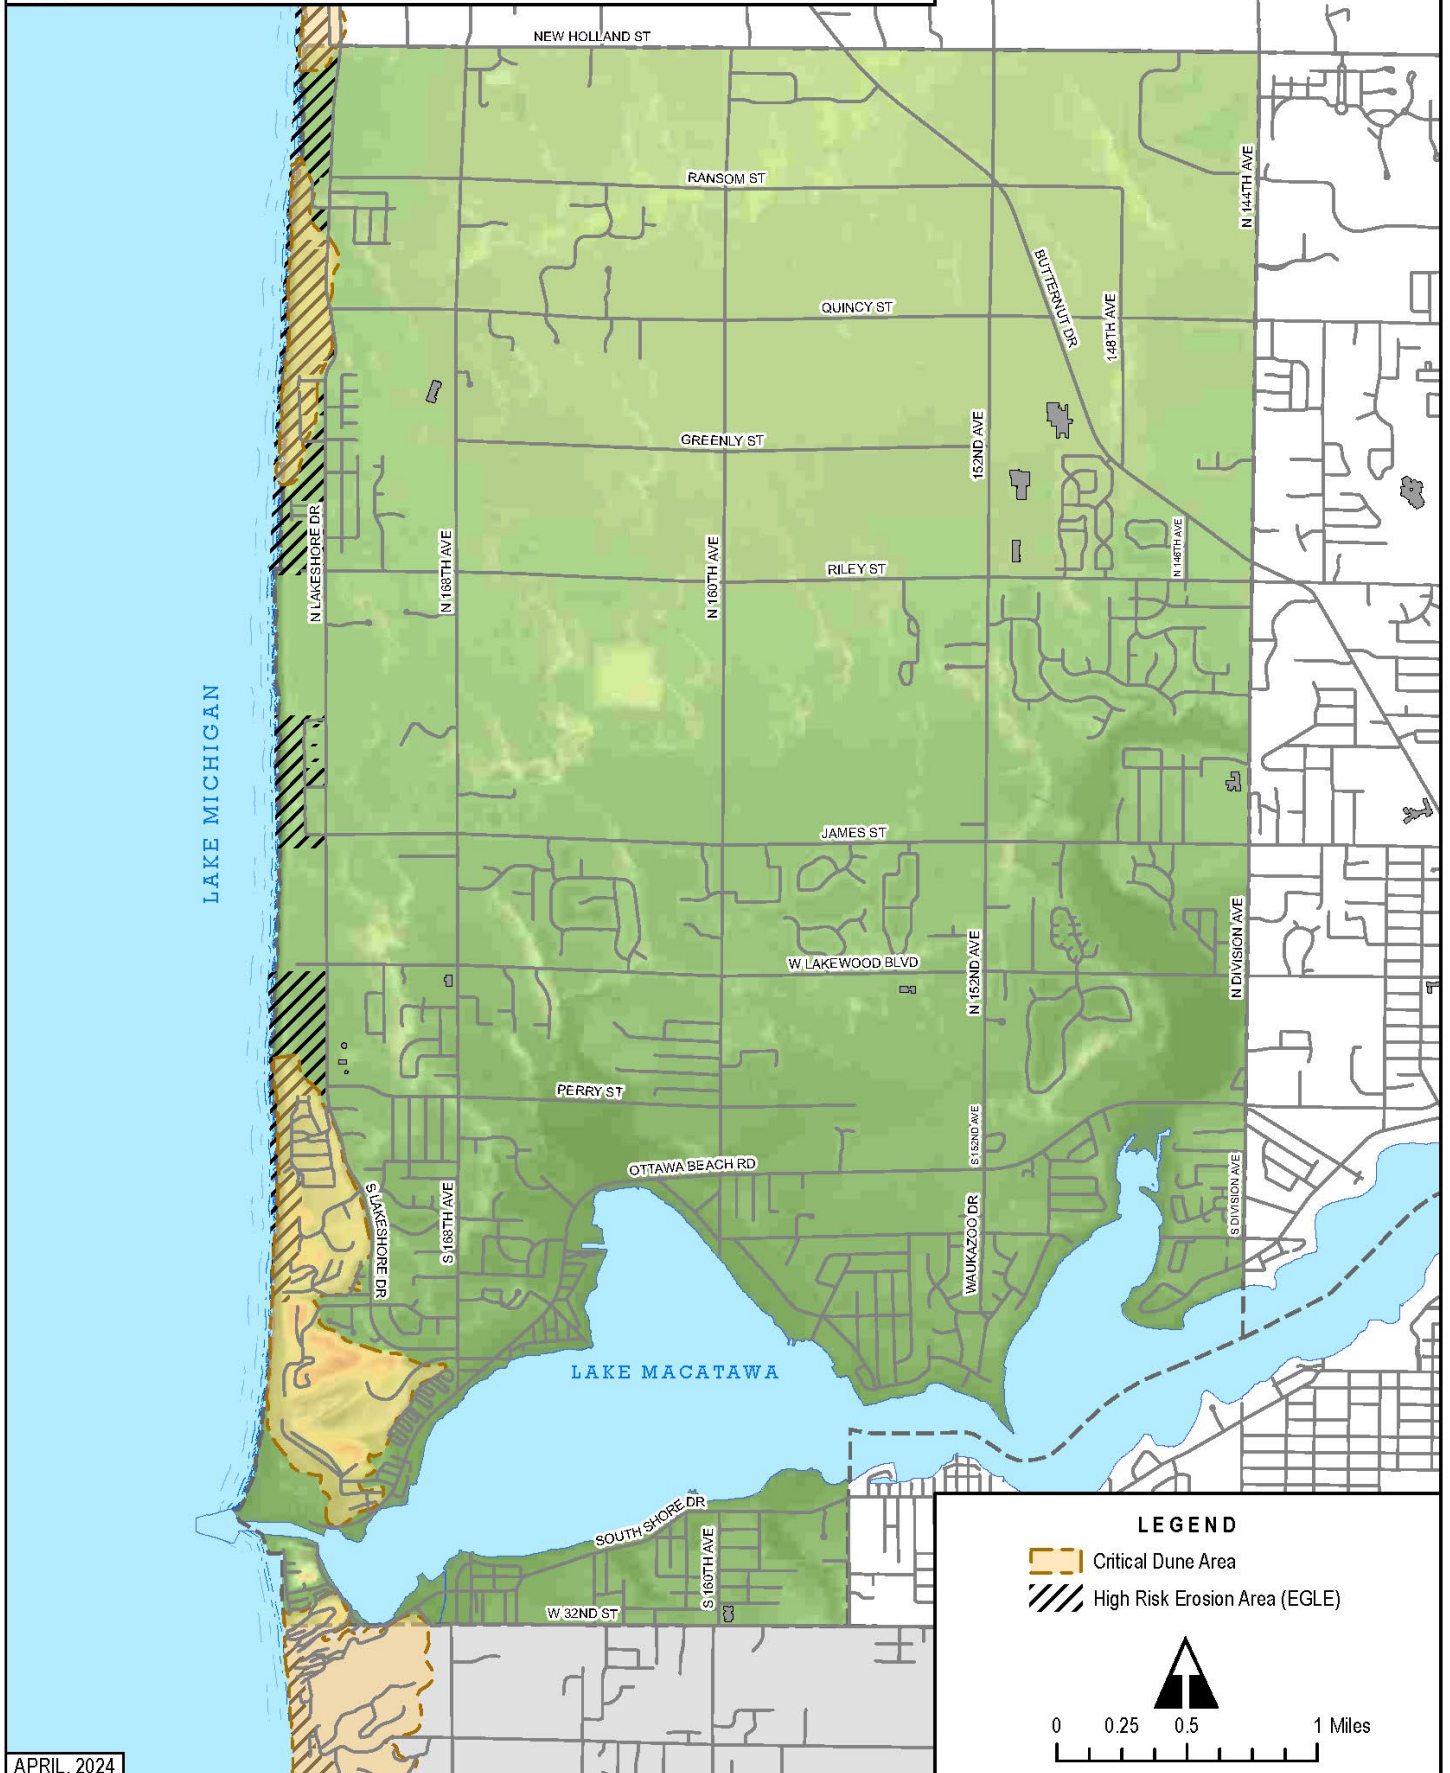 NEW HOLLAND ST
RANSOM ST
N 144TH AVE
BUTTERNUT DR
148TH AVE
QUINCY ST
GREENLY ST
152ND AVE
N LAKESHORE DR
N 168TH AVE
N 160TH AVE
RILEY ST
N 146TH AVE
LAKE MICHIGAN
JAMES ST
W LAKEWOOD BLVD
N 152ND AVE
N DIVISION AVE
PERRY ST
S 152ND AVE
OTTAWA BEACH RD
S LAKESHORE DR
S 168TH AVE
WAUKAZOO DR
S DIVISION AVE
LAKE MACATAWA
SOUTH SHORE DR
S 160TH AVE
W 32ND ST
LEGEND
Critical Dune Area
High Risk Erosion Area (EGLE)
0 0.25 0.5 1 Miles
APRIL, 2024